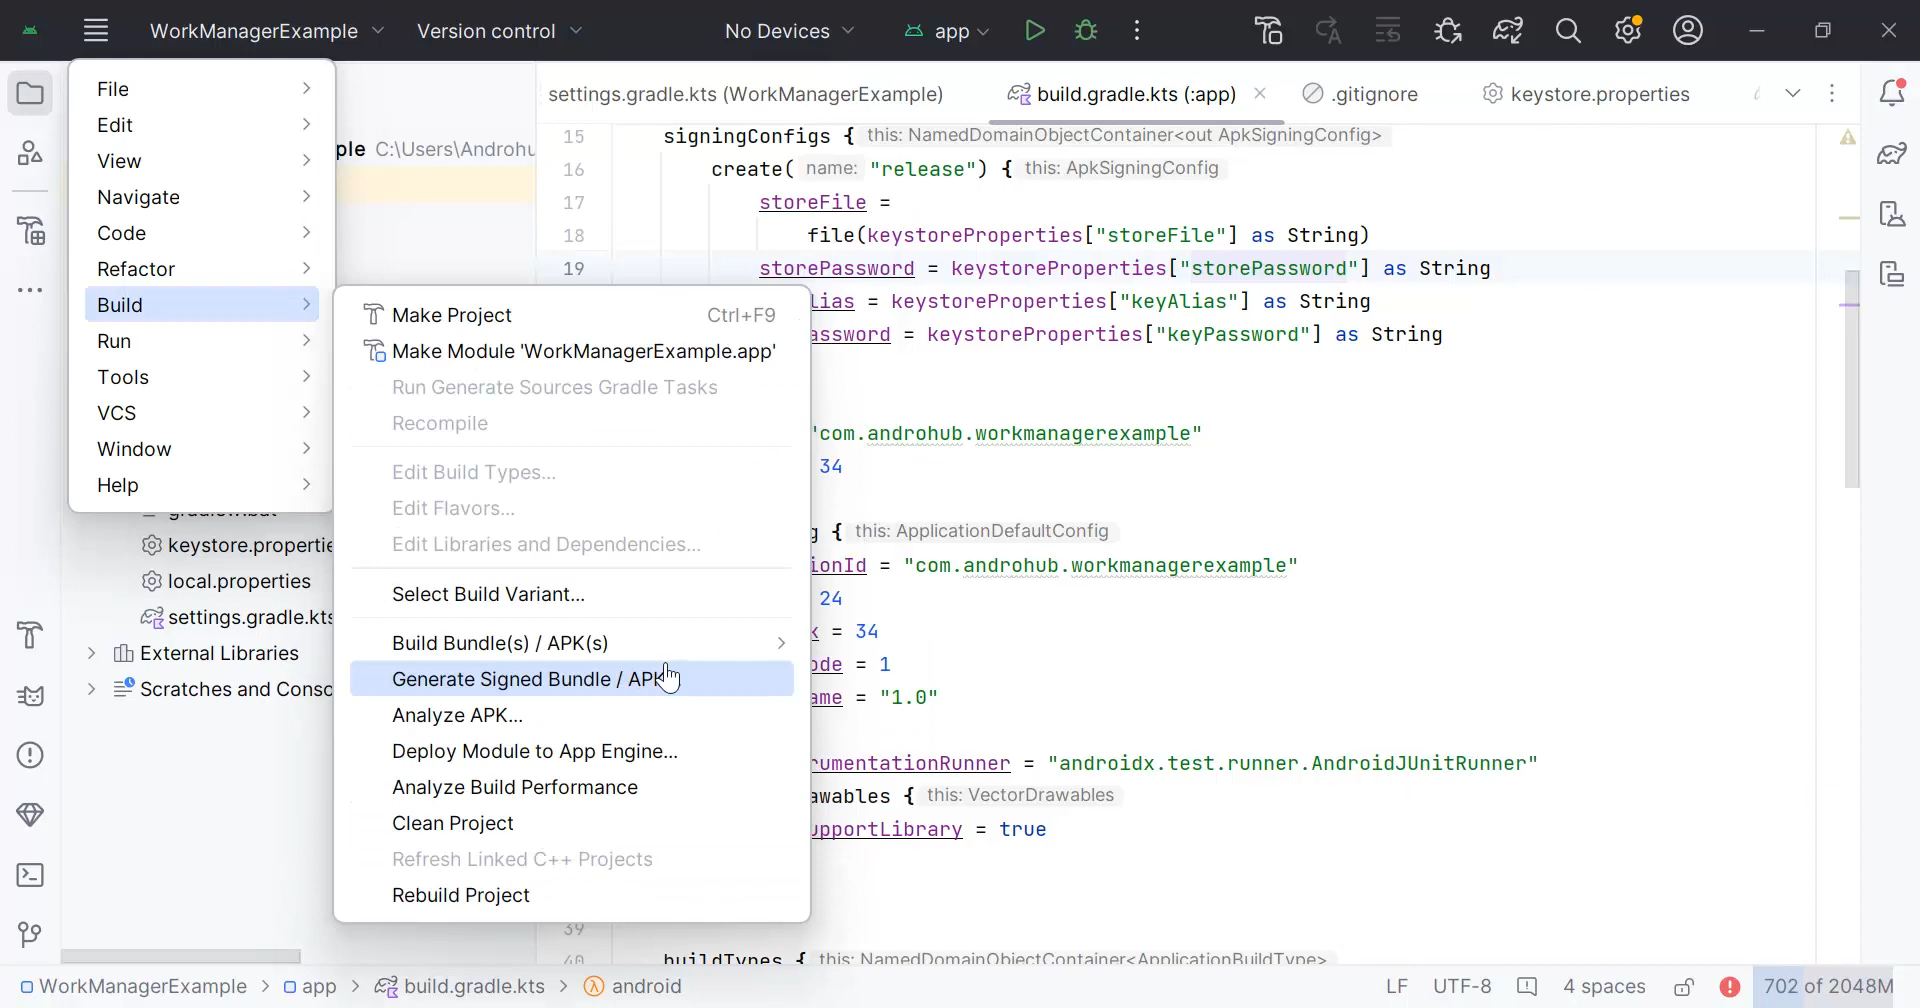 WorkManagerExample
Version control
No Devices
app
File
Edit
View
Navigate
Code
Refactor
Build
Run
Tools
VCS
Window
Help
ple C:\Users\Androhu
keystore.propertie
local.properties
settings.gradle.kts
External Libraries
Scratches and Conso
Make Project Ctrl+F9
Make Module 'WorkManagerExample.app'
Run Generate Sources Gradle Tasks
Recompile
Edit Build Types...
Edit Flavors...
Edit Libraries and Dependencies...
Select Build Variant...
Build Bundle(s) / APK(s)
Generate Signed Bundle / APK
Analyze APK...
Deploy Module to App Engine...
Analyze Build Performance
Clean Project
Refresh Linked C++ Projects
Rebuild Project
settings.gradle.kts (WorkManagerExample)
build.gradle.kts (:app)
.gitignore
keystore.properties
15 signingConfigs { this: NamedDomainObjectContainer<out ApkSigningConfig>
16 create( name: "release") { this: ApkSigningConfig
17 storeFile =
18 file(keystoreProperties["storeFile"] as String)
19 storePassword = keystoreProperties["storePassword"] as String
lias = keystoreProperties["keyAlias"] as String
assword = keystoreProperties["keyPassword"] as String
"com.androhub.workmanagerexample"
34
g { this: ApplicationDefaultConfig
ionId = "com.androhub.workmanagerexample"
24
k = 34
ode = 1
ame = "1.0"
rumentationRunner = "androidx.test.runner.AndroidJUnitRunner"
awables { this: VectorDrawables
upportLibrary = true
39
40 buildTypes { this: NamedDomainObjectContainer<ApplicationBuildType>
WorkManagerExample > app > build.gradle.kts > android
LF UTF-8 4 spaces 702 of 2048M